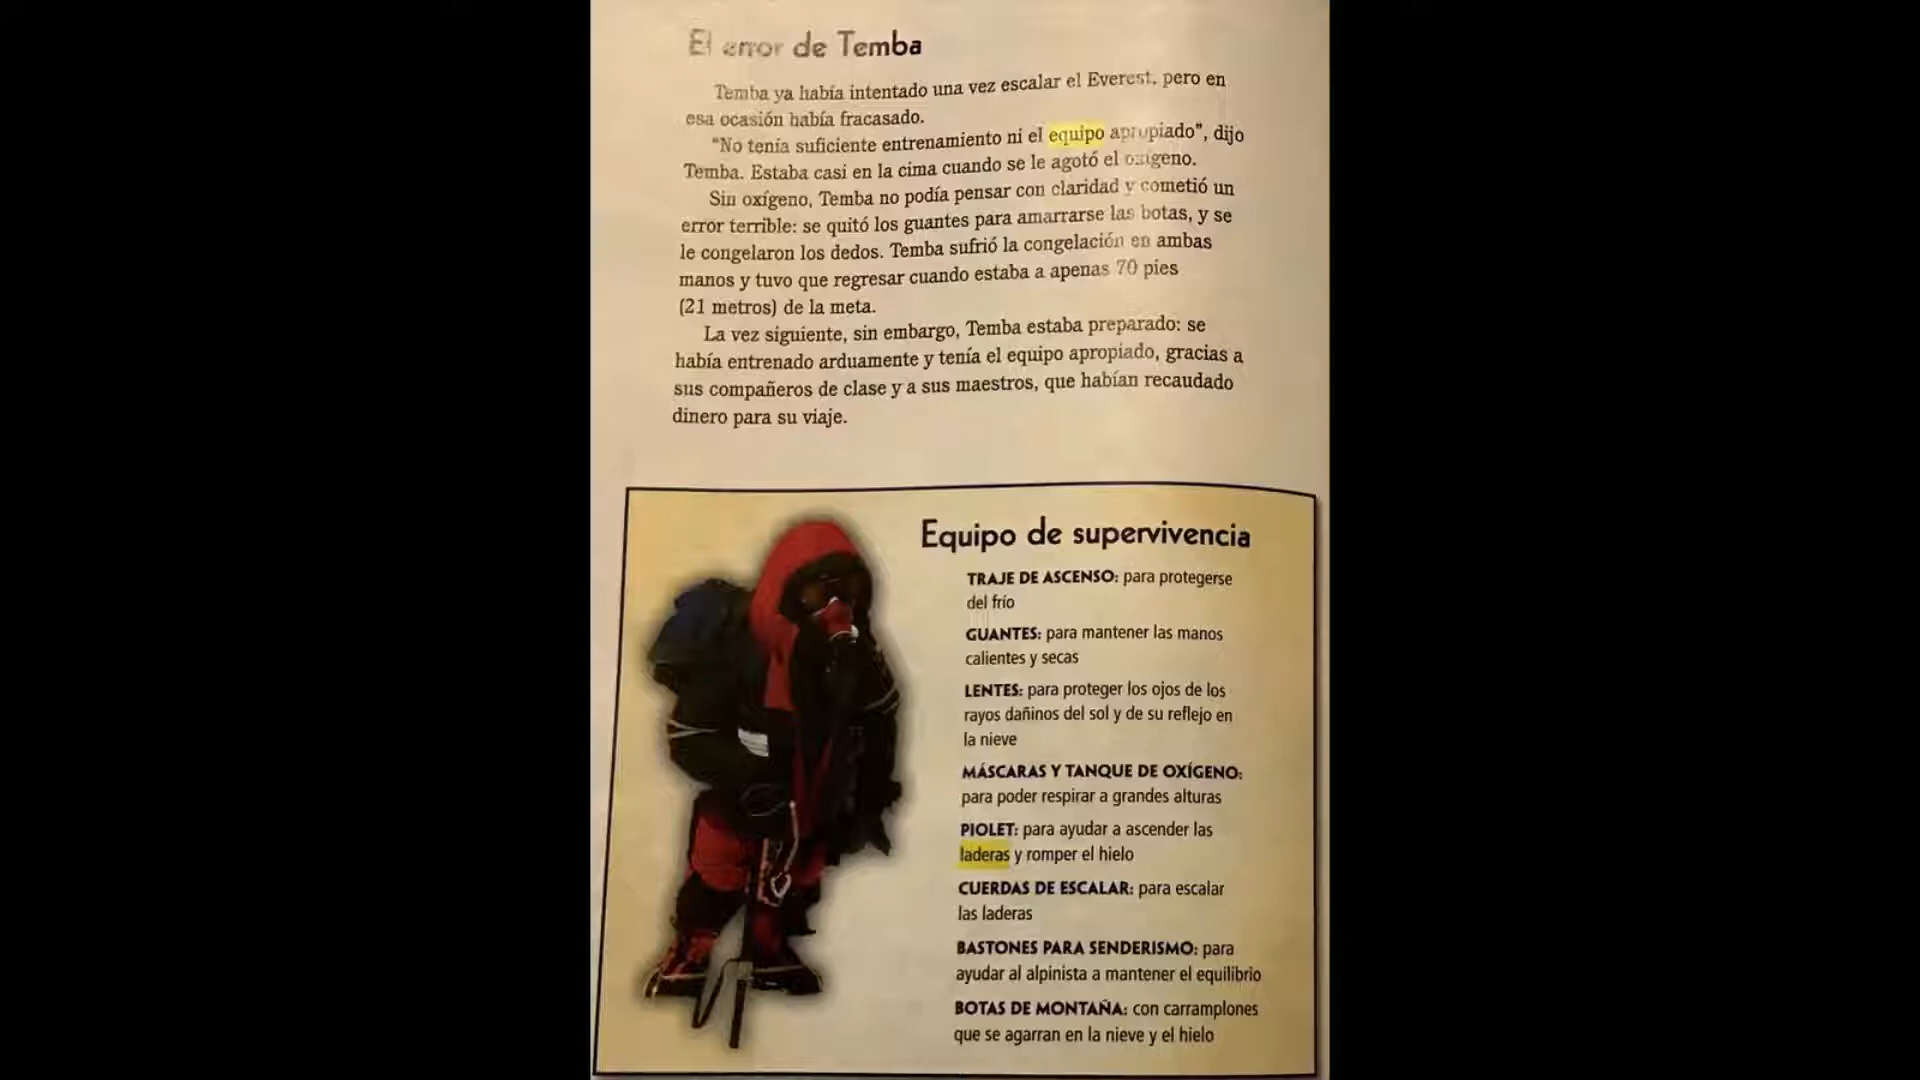 El error de Temba
Temba ya había intentado una vez escalar el Everest, pero en
esa ocasión había fracasado.
"No tenía suficiente entrenamiento ni el equipo apropiado", dijo
Temba. Estaba casi en la cima cuando se le agotó el oxígeno.
Sin oxígeno, Temba no podía pensar con claridad y cometió un
error terrible: se quitó los guantes para amarrarse las botas, y se
le congelaron los dedos. Temba sufrió la congelación en ambas
manos y tuvo que regresar cuando estaba a apenas 70 pies
(21 metros) de la meta.
La vez siguiente, sin embargo, Temba estaba preparado: se
había entrenado arduamente y tenía el equipo apropiado, gracias a
sus compañeros de clase y a sus maestros, que habían recaudado
dinero para su viaje.
Equipo de supervivencia
TRAJE DE ASCENSO: para protegerse
del frío
GUANTES: para mantener las manos
calientes y secas
LENTES: para proteger los ojos de los
rayos dañinos del sol y de su reflejo en
la nieve
MÁSCARAS Y TANQUE DE OXÍGENO:
para poder respirar a grandes alturas
PIOLET: para ayudar a ascender las
laderas y romper el hielo
CUERDAS DE ESCALAR: para escalar
las laderas
BASTONES PARA SENDERISMO: para
ayudar al alpinista a mantener el equilibrio
BOTAS DE MONTAÑA: con carramplones
que se agarran en la nieve y el hielo